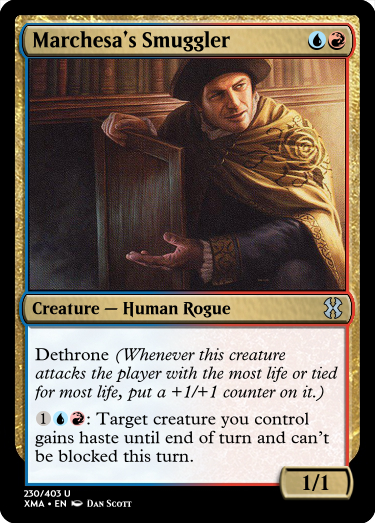 Marchesa's Smuggler
Creature — Human Rogue
Dethrone (Whenever this creature
attacks the player with the most life or tied
for most life, put a +1/+1 counter on it.)
1: Target creature you control
gains haste until end of turn and can't
be blocked this turn.
1/1
230/403 U
XMA • EN Dan Scott